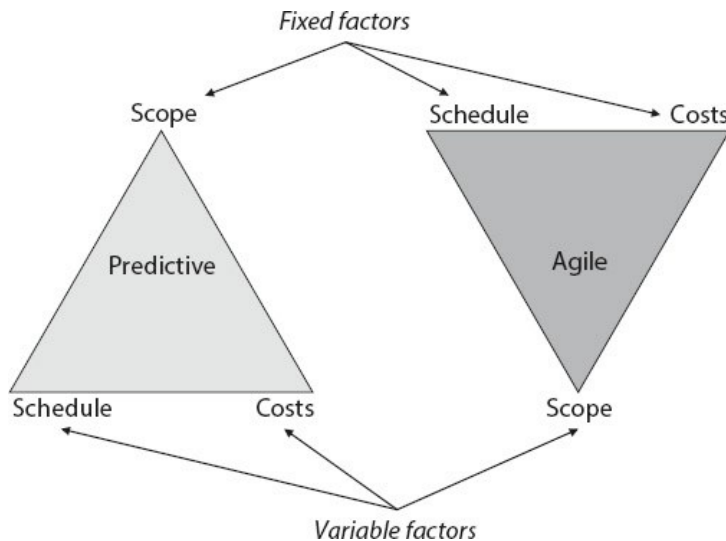 Fixed factors
Scope
Schedule
Costs
Predictive
Agile
Schedule
Costs
Scope
Variable factors